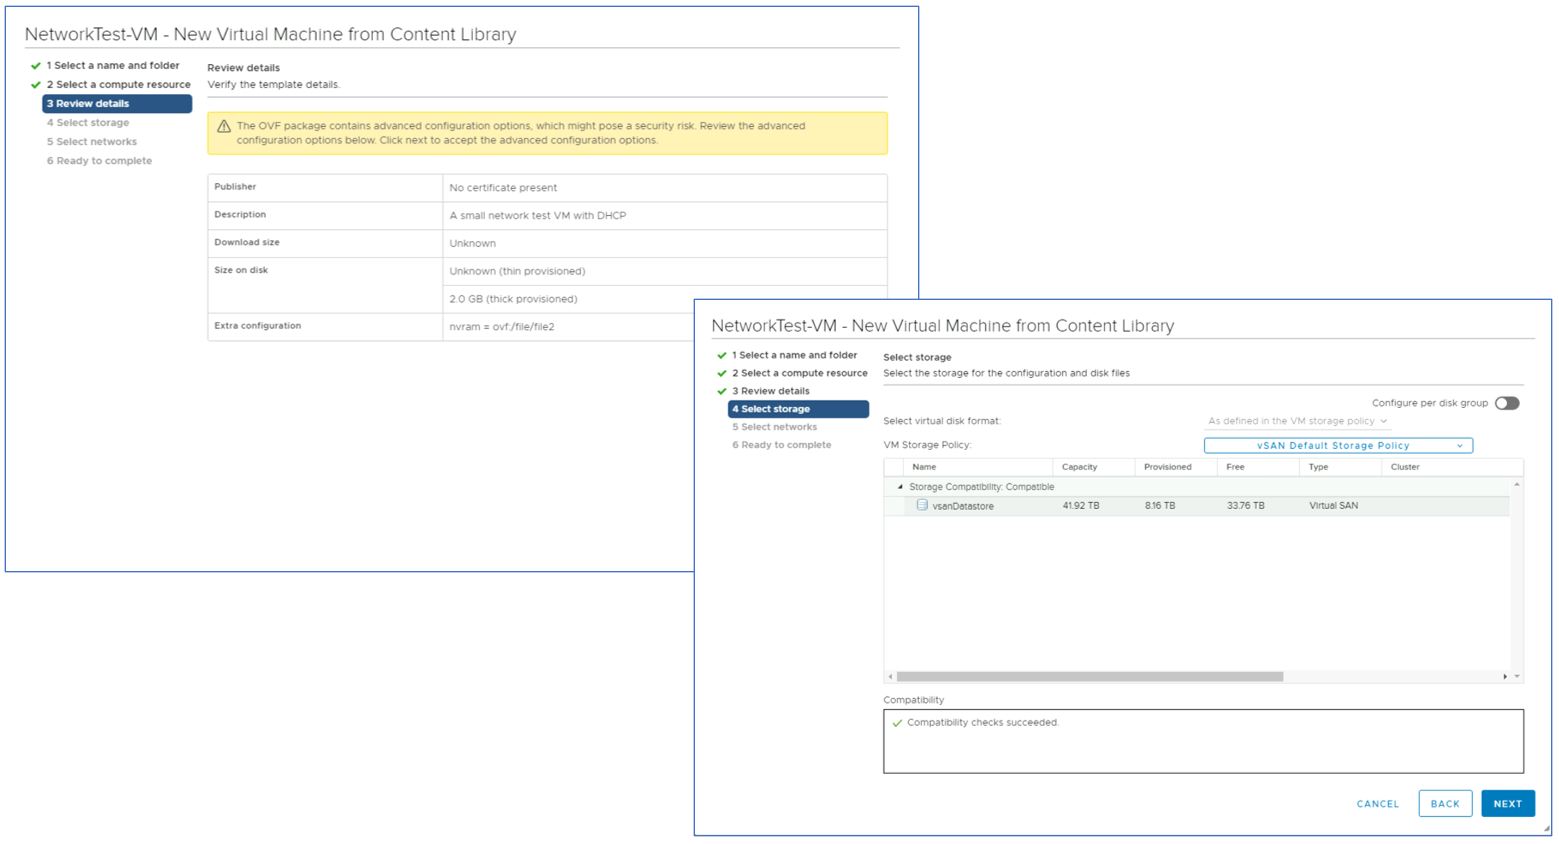 NetworkTest-VM - New Virtual Machine from Content Library
1 Select a name and folder
2 Select a compute resource
3 Review details
4 Select storage
5 Select networks
6 Ready to complete
Review details
Verify the template details.
The OVF package contains advanced configuration options, which might pose a security risk. Review the advanced
configuration options below. Click next to accept the advanced configuration options.
Publisher No certificate present
Description A small network test VM with DHCP
Download size Unknown
Size on disk Unknown (thin provisioned)
2.0 GB (thick provisioned)
Extra configuration nvram = ovf:/file/file2
NetworkTest-VM - New Virtual Machine from Content Library
1 Select a name and folder
2 Select a compute resource
3 Review details
4 Select storage
5 Select networks
6 Ready to complete
Select storage
Select the storage for the configuration and disk files
Configure per disk group
Select virtual disk format: As defined in the VM storage policy
VM Storage Policy: vSAN Default Storage Policy
Name Capacity Provisioned Free Type Cluster
Storage Compatibility: Compatible
vsanDatastore 41.92 TB 8.16 TB 33.76 TB Virtual SAN
Compatibility
Compatibility checks succeeded.
CANCEL BACK NEXT